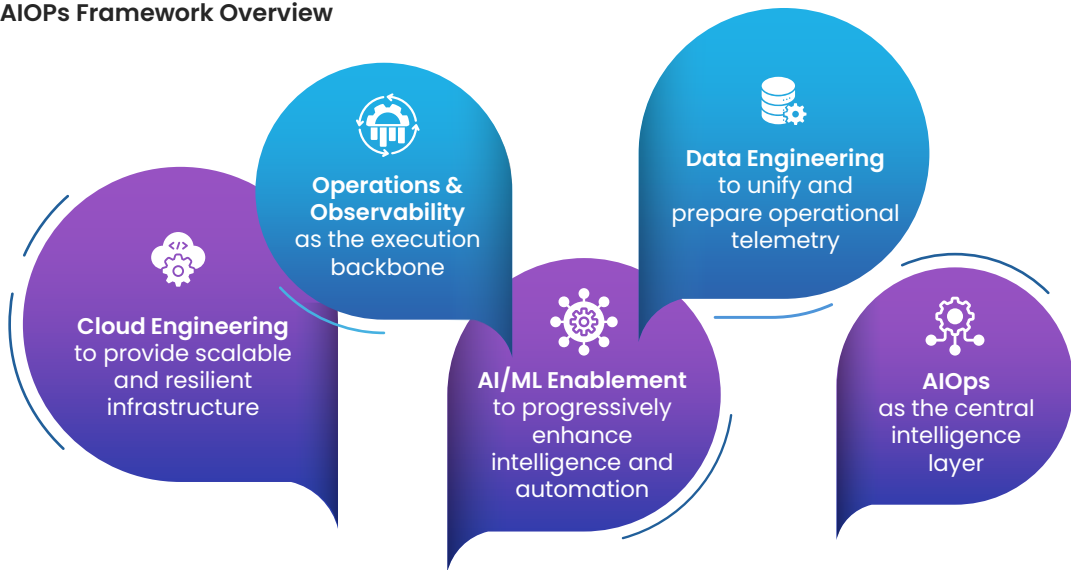 AIOPs Framework Overview
Cloud Engineering
to provide scalable
and resilient
infrastructure
</>
Operations &
Observability
as the execution
backbone
AI/ML Enablement
to progressively
enhance
intelligence and
automation
Data Engineering
to unify and
prepare operational
telemetry
AIOps
as the central
intelligence
layer